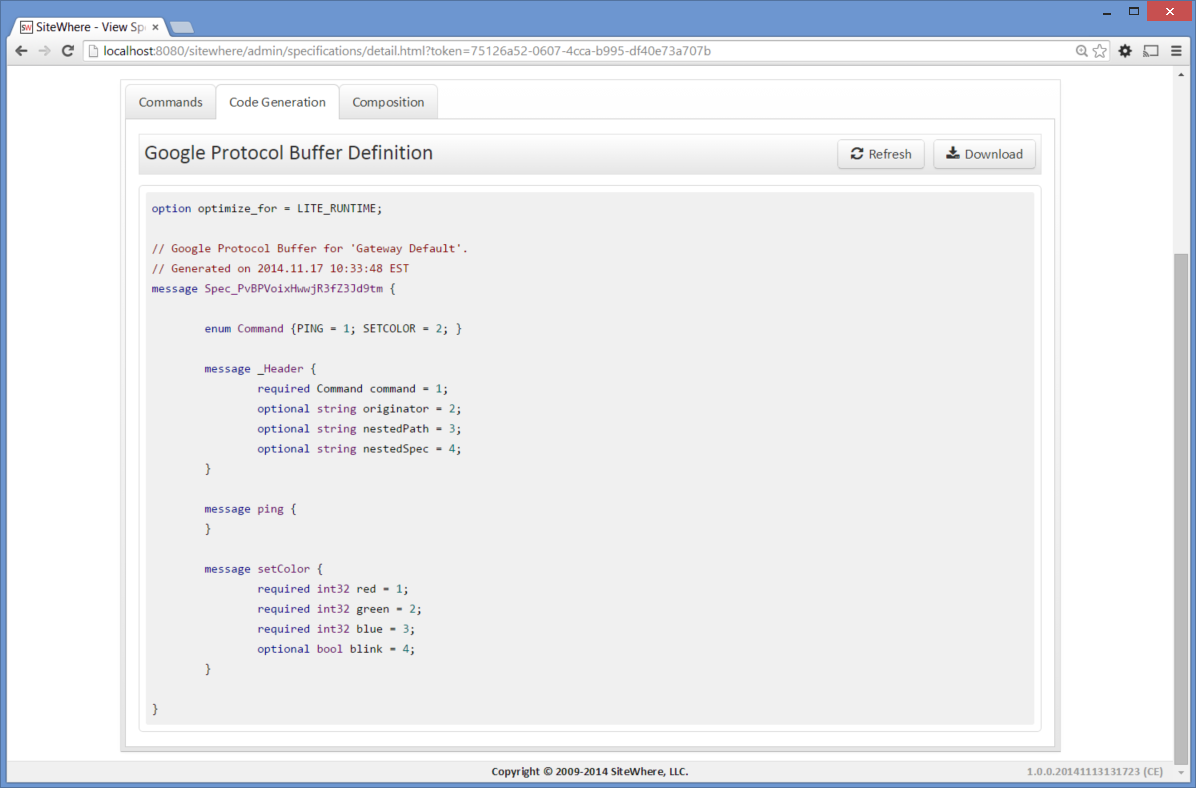 SiteWhere - View Sp
localhost:8080/sitewhere/admin/specifications/detail.html?token=75126a52-0607-4cca-b995-df40e73a707b
Commands Code Generation Composition
Google Protocol Buffer Definition Refresh Download
option optimize_for = LITE_RUNTIME;
// Google Protocol Buffer for 'Gateway Default'.
// Generated on 2014.11.17 10:33:48 EST
message Spec_PvBPVoixHwwjR3fZ3Jd9tm {
enum Command {PING = 1; SETCOLOR = 2; }
message _Header {
required Command command = 1;
optional string originator = 2;
optional string nestedPath = 3;
optional string nestedSpec = 4;
}
message ping {
}
message setColor {
required int32 red = 1;
required int32 green = 2;
required int32 blue = 3;
optional bool blink = 4;
}
}
Copyright © 2009-2014 SiteWhere, LLC. 1.0.0.20141113131723 (CE)